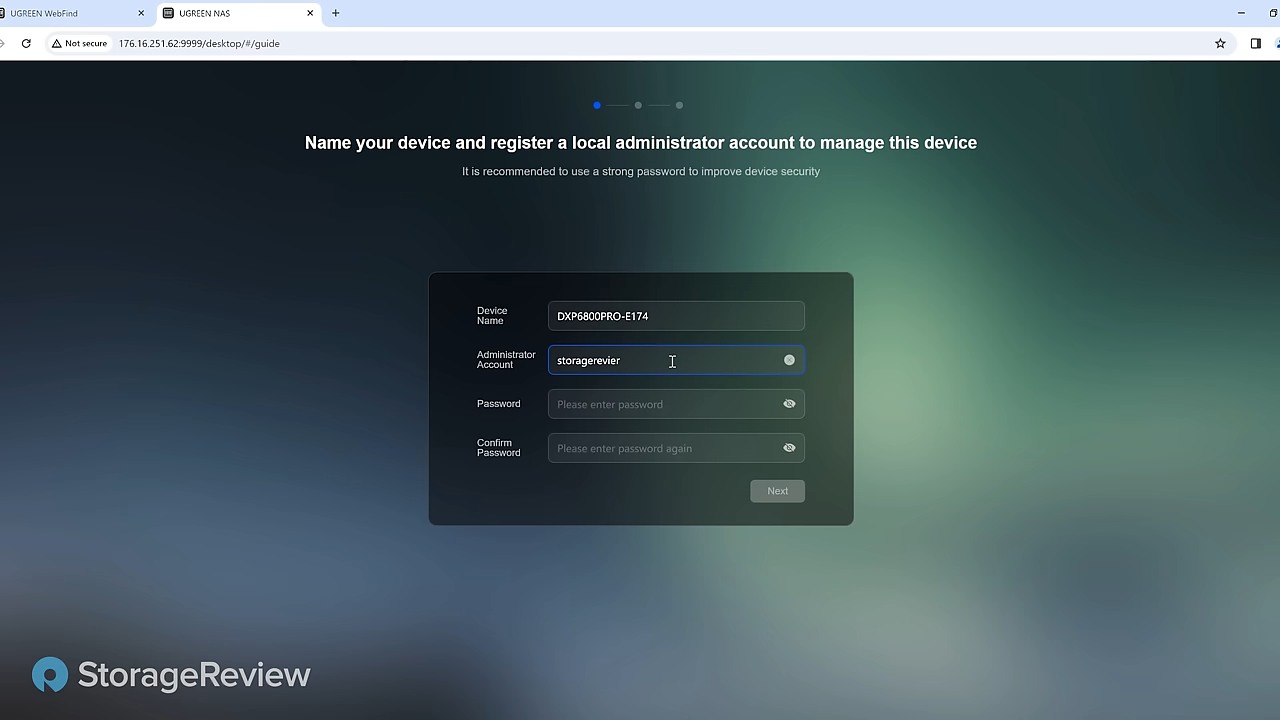 UGREEN WebFind
UGREEN NAS
Not secure
176.16.251.62:9999/desktop/#/guide
Name your device and register a local administrator account to manage this device
It is recommended to use a strong password to improve device security
Device
Name
DXP6800PRO-E174
Administrator
Account
storagerevier
Password
Please enter password
Confirm
Password
Please enter password again
Next
StorageReview